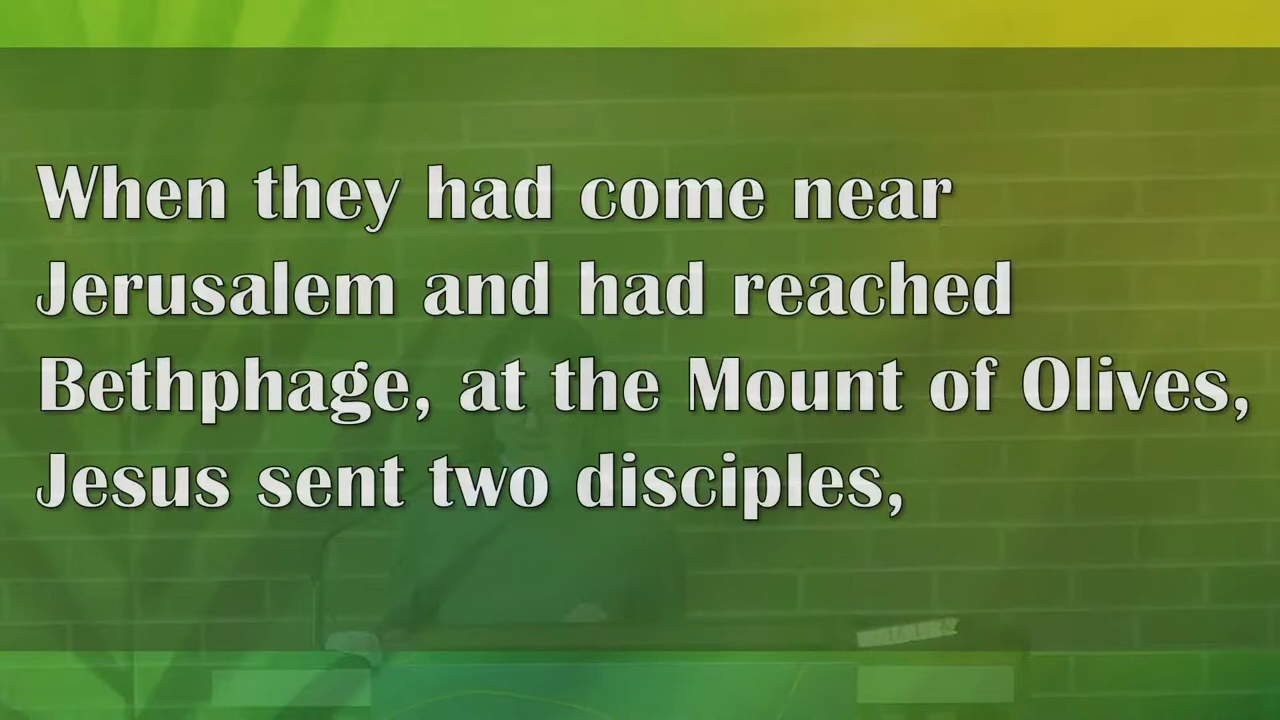 When they had come near
Jerusalem and had reached
Bethphage, at the Mount of Olives,
Jesus sent two disciples,